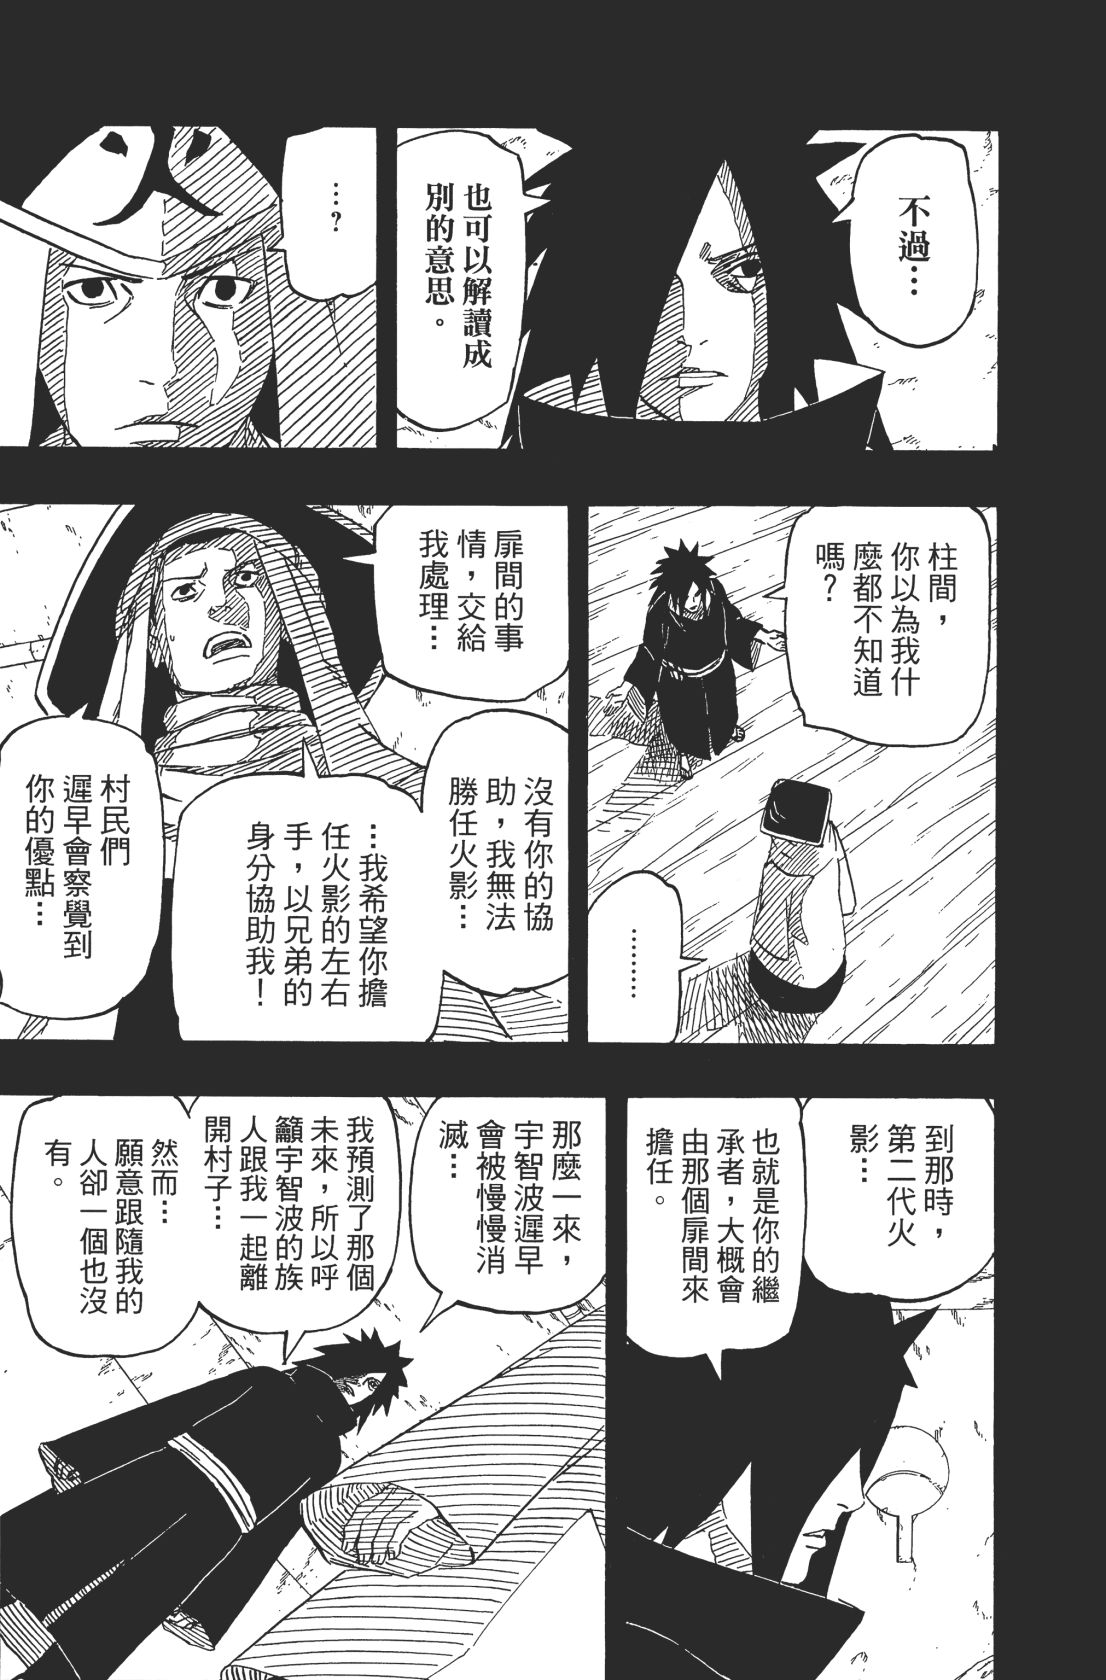 不過…
也可以解讀成
別的意思。
…?
柱間，
你以為我什
麼都不知道
嗎？
………
扉間的事
情，交給
我處理…
沒有你的協
助，我無法
勝任火影…
…我希望你擔
任火影的左右
手，以兄弟的
身分協助我！
村民們
遲早會察覺到
你的優點…
到那時，
第二代火
影…
也就是你的繼
承者，大概會
由那個扉間來
擔任。
那麼一來，
宇智波遲早
會被慢慢消
滅…
我預測了那個
未來，所以呼
籲宇智波的族
人跟我一起離
開村子…
然而…
願意跟隨我的
人卻一個也沒
有。